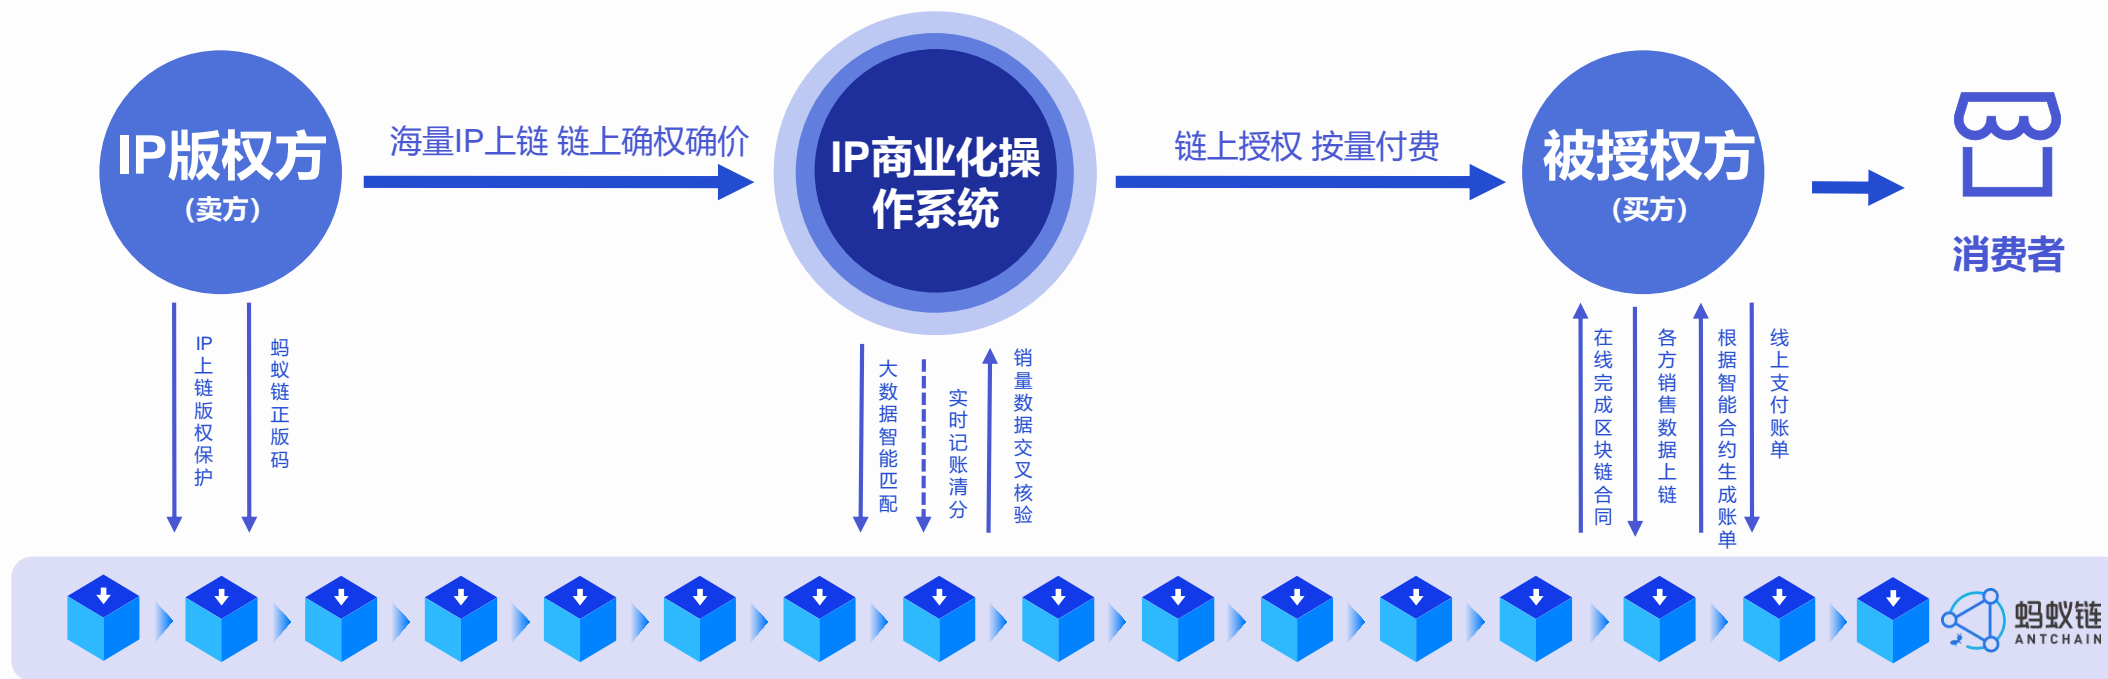 IP版权方
（卖方）
海量IP上链 链上确权确价
IP商业化操
作系统
链上授权 按量付费
被授权方
（买方）
消费者
IP上链版权保护
蚂蚁链正版码
大数据智能匹配
实时记账清分
销量数据交叉核验
在线完成区块链合同
各方销售数据上链
根据智能合约生成账单
线上支付账单
蚂蚁链
ANTCHAIN